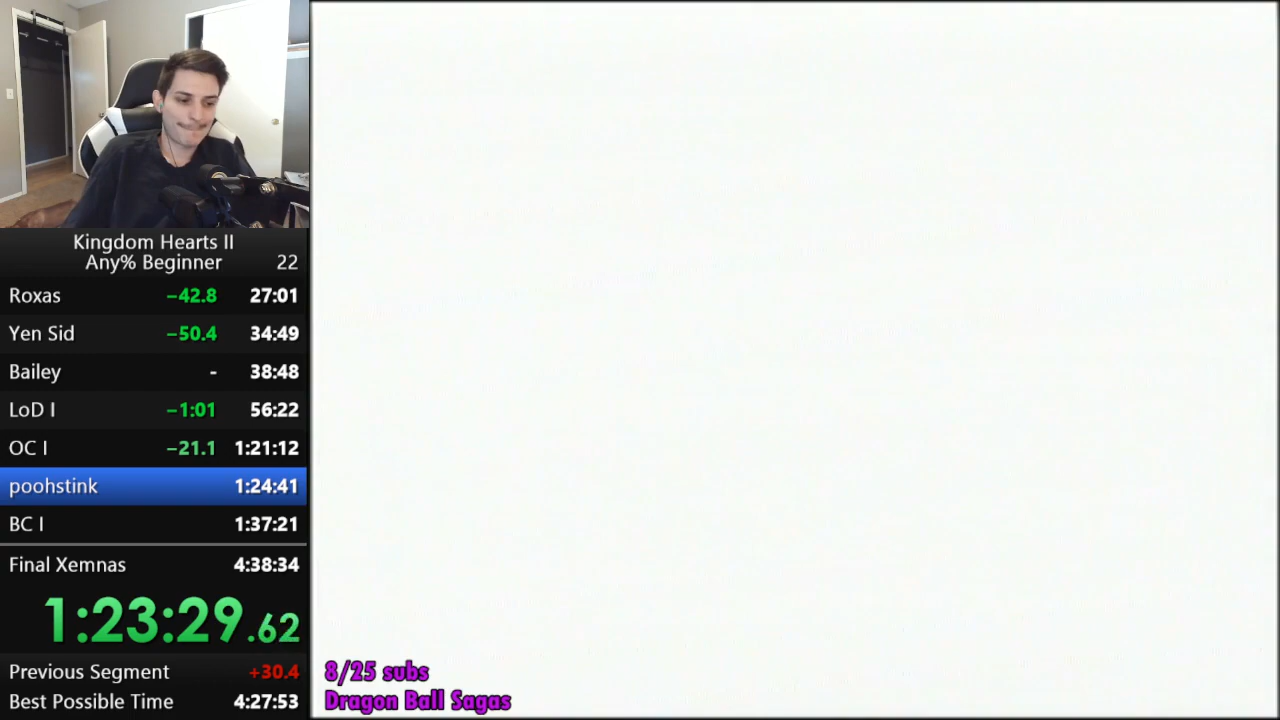 Kingdom Hearts II
Any% Beginner 22
Roxas -42.8 27:01
Yen Sid -50.4 34:49
Bailey - 38:48
LoD I -1:01 56:22
OC I -21.1 1:21:12
poohstink 1:24:41
BC I 1:37:21
Final Xemnas 4:38:34
1:23:29.62
Previous Segment +30.4
Best Possible Time 4:27:53
8/25 subs
Dragon Ball Sagas